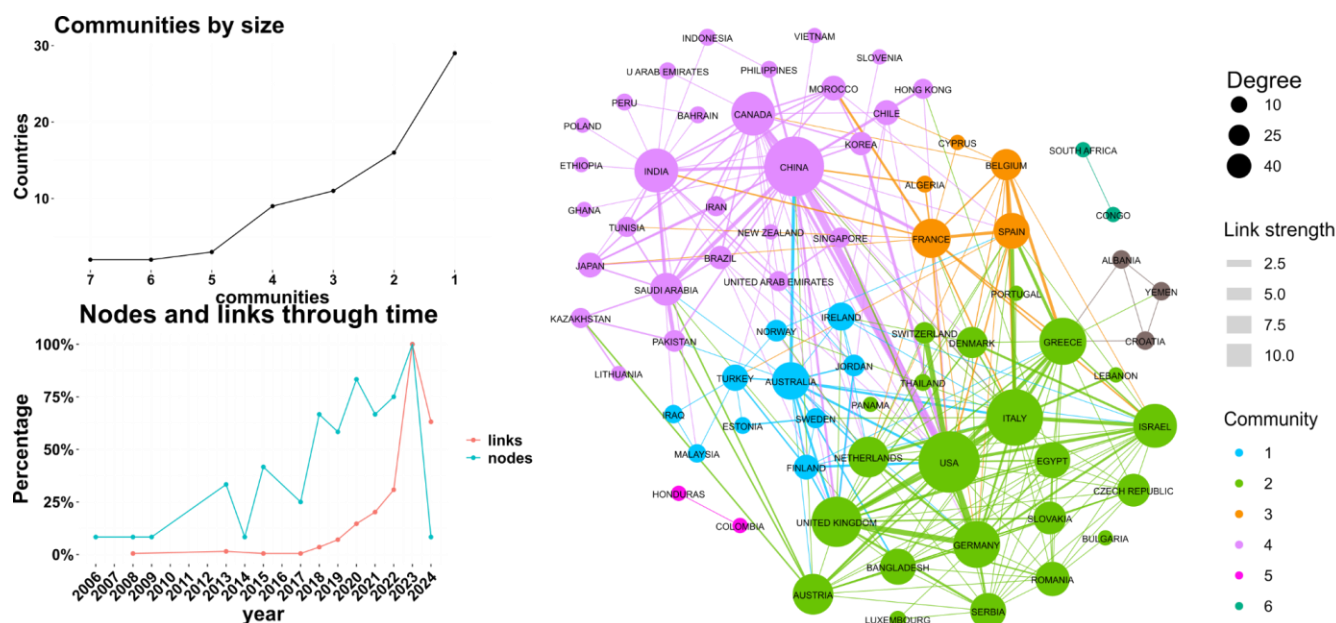 Communities by size
30
20
10
Countries
7
6
5
4
3
2
1
communities
Nodes and links through time
100%
75%
50%
25%
0%
Percentage
links
nodes
2006
2007
2008
2009
2010
2011
2012
2013
2014
2015
2016
2017
2018
2019
2020
2021
2022
2023
2024
year
INDONESIA
VIETNAM
SLOVENIA
U ARAB EMIRATES
PHILIPPINES
MOROCCO
HONG KONG
PERU
BAHRAIN
CANADA
CHILE
POLAND
KOREA
CYPRUS
SOUTH AFRICA
ETHIOPIA
INDIA
CHINA
BELGIUM
ALGERIA
GHANA
IRAN
CONGO
TUNISIA
NEW ZEALAND
SINGAPORE
FRANCE
SPAIN
JAPAN
BRAZIL
ALBANIA
SAUDI ARABIA
UNITED ARAB EMIRATES
PORTUGAL
YEMEN
KAZAKHSTAN
NORWAY
IRELAND
SWITZERLAND
DENMARK
GREECE
CROATIA
PAKISTAN
LITHUANIA
TURKEY
AUSTRALIA
JORDAN
THAILAND
LEBANON
PANAMA
IRAQ
ESTONIA
SWEDEN
ITALY
ISRAEL
MALAYSIA
FINLAND
NETHERLANDS
USA
EGYPT
HONDURAS
CZECH REPUBLIC
COLOMBIA
UNITED KINGDOM
SLOVAKIA
BULGARIA
GERMANY
BANGLADESH
ROMANIA
AUSTRIA
SERBIA
LUXEMBOURG
Degree
10
25
40
Link strength
2.5
5.0
7.5
10.0
Community
1
2
3
4
5
6